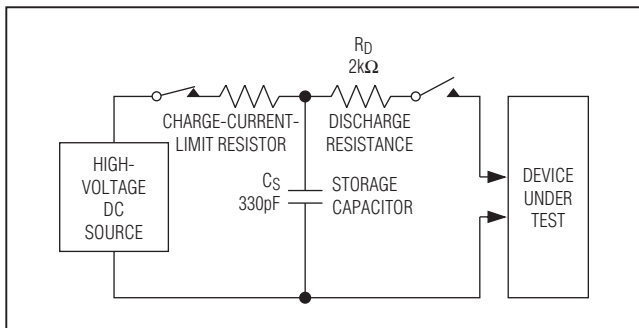 R_D
2kΩ
CHARGE-CURRENT-
LIMIT RESISTOR
DISCHARGE
RESISTANCE
HIGH-
VOLTAGE
DC
SOURCE
C_S
330pF
STORAGE
CAPACITOR
DEVICE
UNDER
TEST